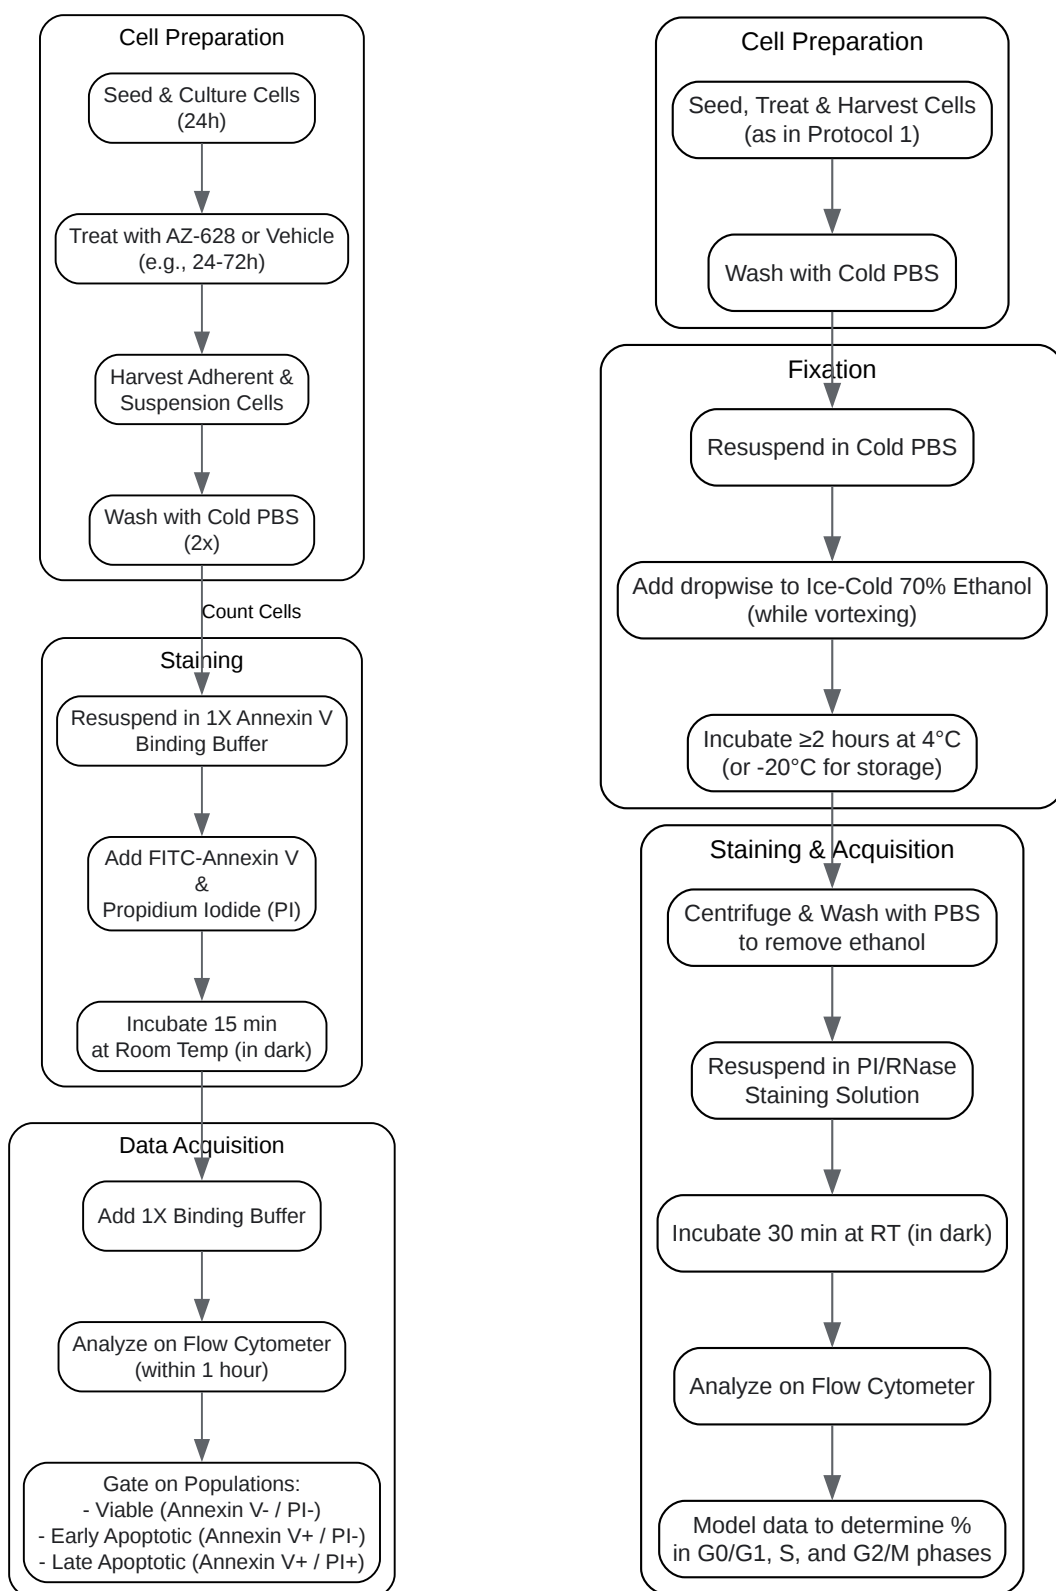 Cell Preparation
Seed & Culture Cells
(24h)
Treat with AZ-628 or Vehicle
(e.g., 24-72h)
Harvest Adherent &
Suspension Cells
Wash with Cold PBS
(2x)
Count Cells
Staining
Resuspend in 1X Annexin V
Binding Buffer
Add FITC-Annexin V
&
Propidium Iodide (PI)
Incubate 15 min
at Room Temp (in dark)
Data Acquisition
Add 1X Binding Buffer
Analyze on Flow Cytometer
(within 1 hour)
Gate on Populations:
- Viable (Annexin V- / PI-)
- Early Apoptotic (Annexin V+ / PI-)
- Late Apoptotic (Annexin V+ / PI+)
Cell Preparation
Seed, Treat & Harvest Cells
(as in Protocol 1)
Wash with Cold PBS
Fixation
Resuspend in Cold PBS
Add dropwise to Ice-Cold 70% Ethanol
(while vortexing)
Incubate ≥2 hours at 4°C
(or -20°C for storage)
Staining & Acquisition
Centrifuge & Wash with PBS
to remove ethanol
Resuspend in PI/RNase
Staining Solution
Incubate 30 min at RT (in dark)
Analyze on Flow Cytometer
Model data to determine %
in G0/G1, S, and G2/M phases